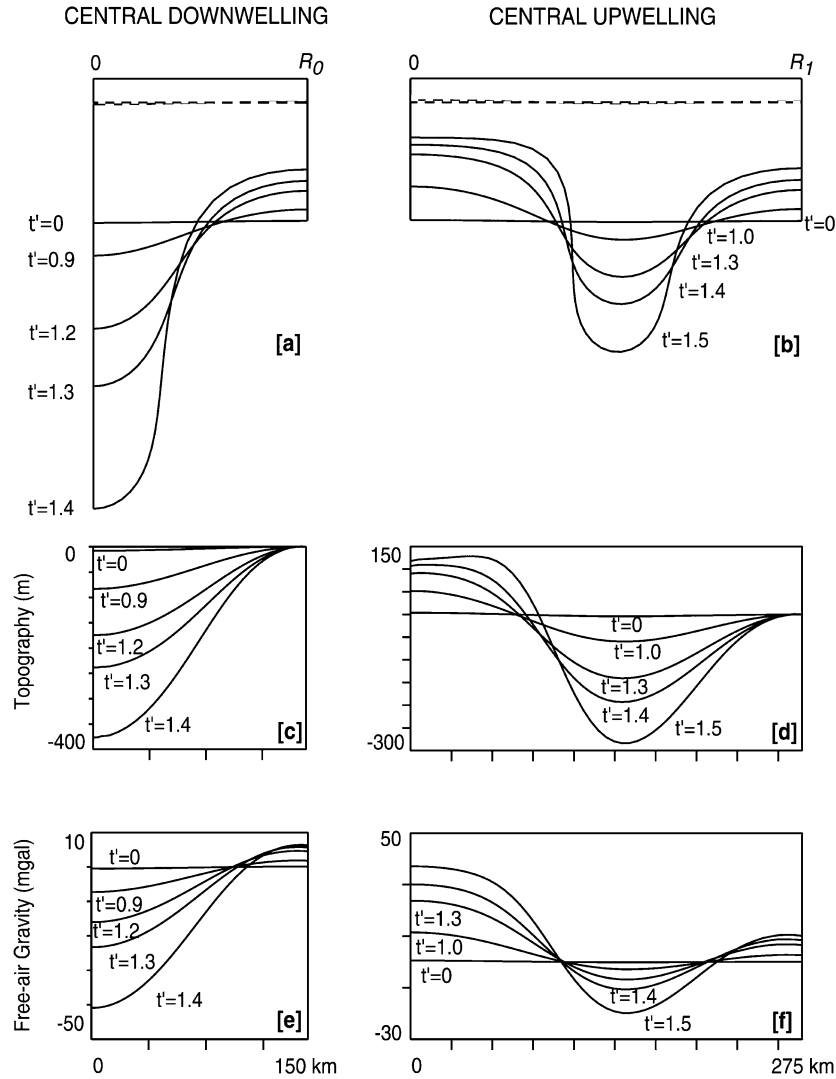 CENTRAL DOWNWELLING
CENTRAL UPWELLING
0 R0
0 R1
t'=0
t'=0.9
t'=1.2
t'=1.3
t'=1.4
[a]
t'=0
t'=1.0
t'=1.3
t'=1.4
t'=1.5
[b]
Topography (m)
0
-400
t'=0
t'=0.9
t'=1.2
t'=1.3
t'=1.4
[c]
150
-300
t'=0
t'=1.0
t'=1.3
t'=1.4
t'=1.5
[d]
Free-air Gravity (mgal)
10
-50
t'=0
t'=0.9
t'=1.2
t'=1.3
t'=1.4
[e]
0 150 km
50
-30
t'=1.3
t'=1.0
t'=0
t'=1.4
t'=1.5
[f]
0 275 km